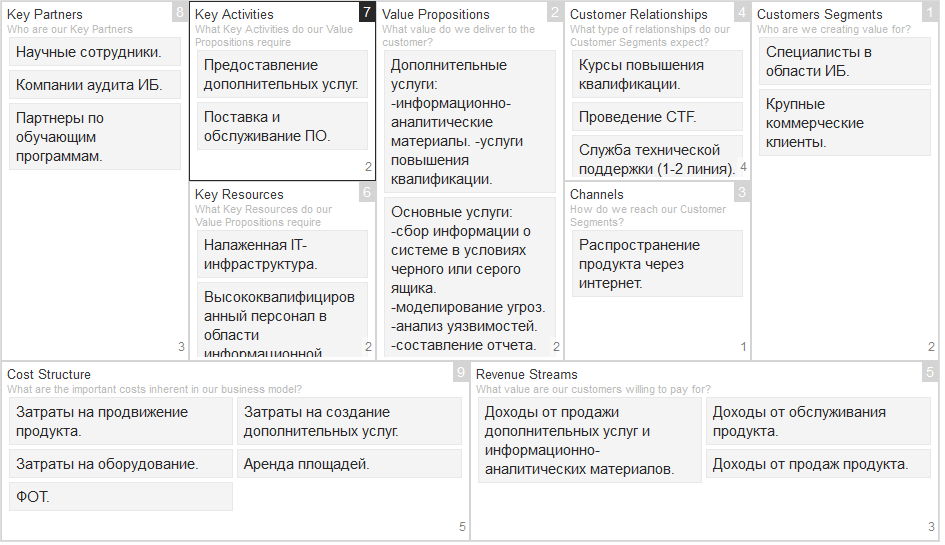 Key Partners
8
Who are our Key Partners
Научные сотрудники.
Компании аудита ИБ.
Партнеры по
обучающим
программам.
3
Key Activities
7
What Key Activities do our Value
Propositions require
Предоставление
дополнительных услуг.
Поставка и
обслуживание ПО.
2
Key Resources
6
What Key Resources do our
Value Propositions require
Налаженная IT-
инфраструктура.
Высококвалифициров
анный персонал в
области
информационной
2
Value Propositions
2
What value do we deliver to the
customer?
Дополнительные
услуги:
-информационно-
аналитические
материалы. -услуги
повышения
квалификации.
Основные услуги:
-сбор информации о
системе в условиях
черного или серого
ящика.
-моделирование угроз.
-анализ уязвимостей.
-составление отчета.
2
Customer Relationships
4
What type of relationships do our
Customer Segments expect?
Курсы повышения
квалификации.
Проведение CTF.
Служба технической
поддержки (1-2 линия).
4
Channels
3
How do we reach our Customer
Segments?
Распространение
продукта через
интернет.
1
Customers Segments
1
Who are we creating value for?
Специалисты в
области ИБ.
Крупные
коммерческие
клиенты.
2
Cost Structure
9
What are the important costs inherent in our business model?
Затраты на продвижение
продукта.
Затраты на оборудование.
ФОТ.
Затраты на создание
дополнительных услуг.
Аренда площадей.
5
Revenue Streams
5
What value are our customers willing to pay for?
Доходы от продажи
дополнительных услуг и
информационно-
аналитических материалов.
Доходы от обслуживания
продукта.
Доходы от продаж продукта.
3